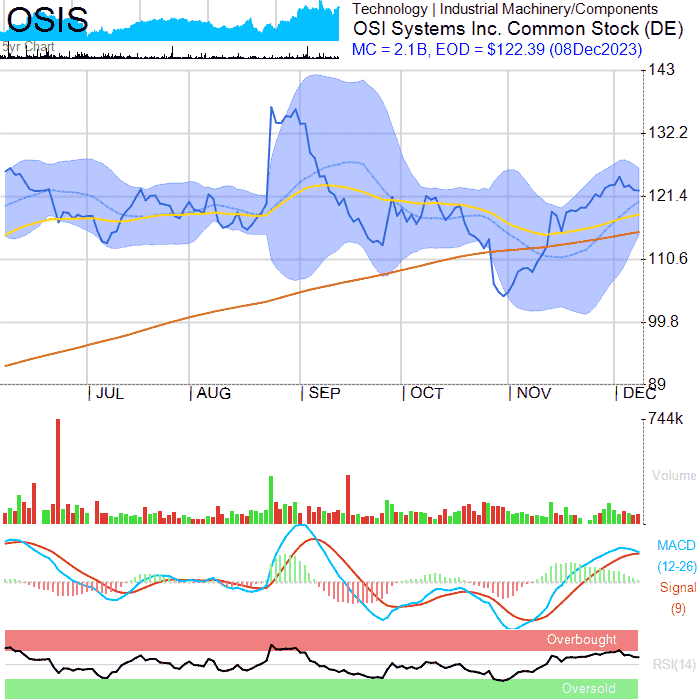 OSIS
5yr Chart
Technology | Industrial Machinery/Components
OSI Systems Inc. Common Stock (DE)
MC = 2.1B, EOD = $122.39 (08Dec2023)
143
132.2
121.4
110.6
99.8
89
JUL
AUG
SEP
OCT
NOV
DEC
744k
Volume
MACD
(12-26)
Signal
(9)
Overbought
RSI(14)
Oversold